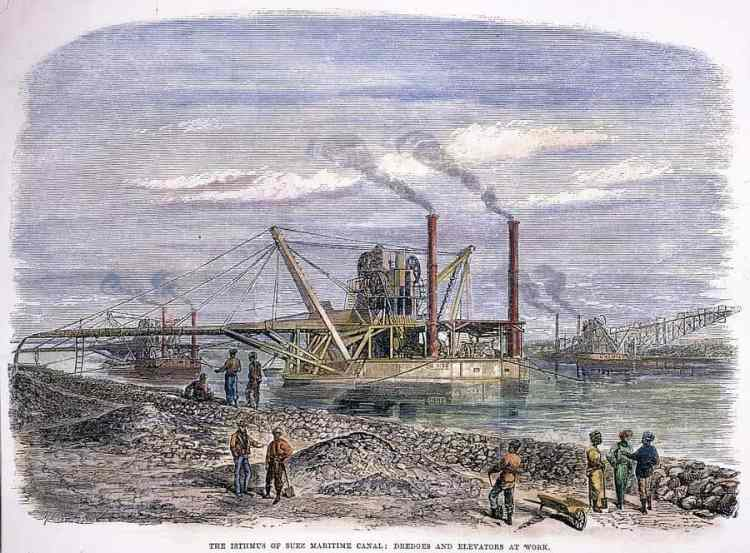 THE ISTHMUS OF SUEZ MARITIME CANAL: DREDGES AND ELEVATORS AT WORK.